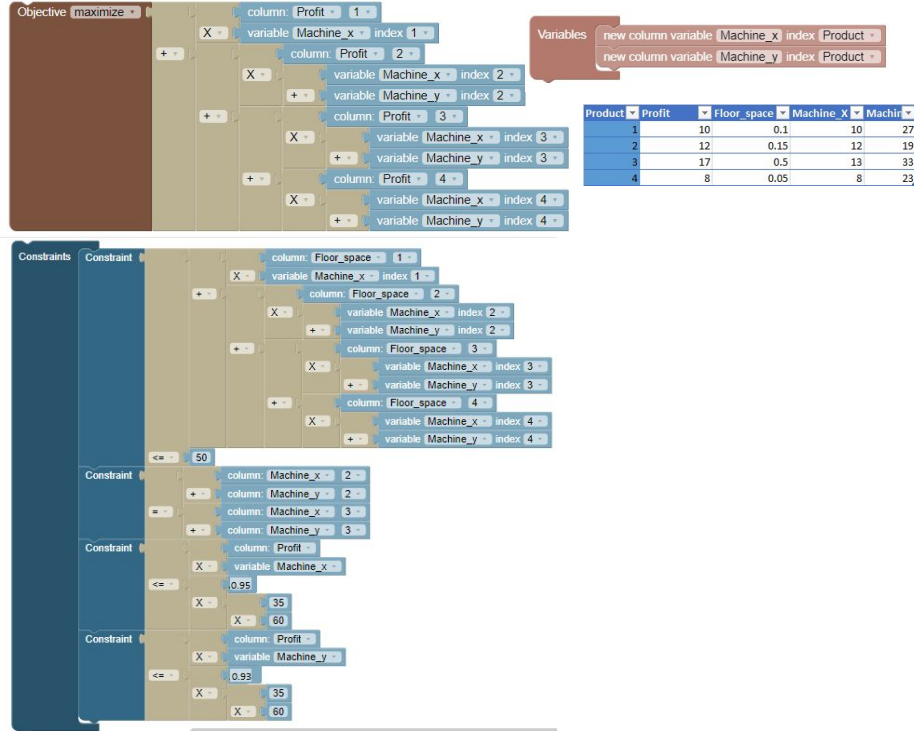 Objective maximize
column: Profit 1
X variable Machine_x index 1
+ column: Profit 2
X variable Machine_x index 2
+ variable Machine_y index 2
+ column: Profit 3
X variable Machine_x index 3
+ variable Machine_y index 3
+ column: Profit 4
X variable Machine_x index 4
+ variable Machine_y index 4
Variables new column variable Machine_x index Product
new column variable Machine_y index Product
Product Profit Floor_space Machine_X Machin
1 10 0.1 10 27
2 12 0.15 12 19
3 17 0.5 13 33
4 8 0.05 8 23
Constraints Constraint column: Floor_space 1
X variable Machine_x index 1
+ column: Floor_space 2
X variable Machine_x index 2
+ variable Machine_y index 2
+ column: Floor_space 3
X variable Machine_x index 3
+ variable Machine_y index 3
+ column: Floor_space 4
X variable Machine_x index 4
+ variable Machine_y index 4
<= 50
Constraint column: Machine_x 2
+ column: Machine_y 2
= column: Machine_x 3
+ column: Machine_y 3
Constraint column: Profit
X variable Machine_x
<= 0.95
X 35
X 60
Constraint column: Profit
X variable Machine_y
<= 0.93
X 35
X 60